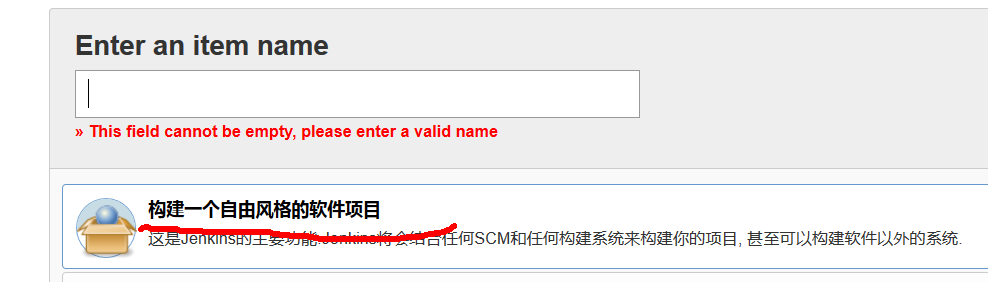 Enter an item name
» This field cannot be empty, please enter a valid name
构建一个自由风格的软件项目
这是Jenkins的主要功能.Jenkins将会结合任何SCM和任何构建系统来构建你的项目, 甚至可以构建软件以外的系统.